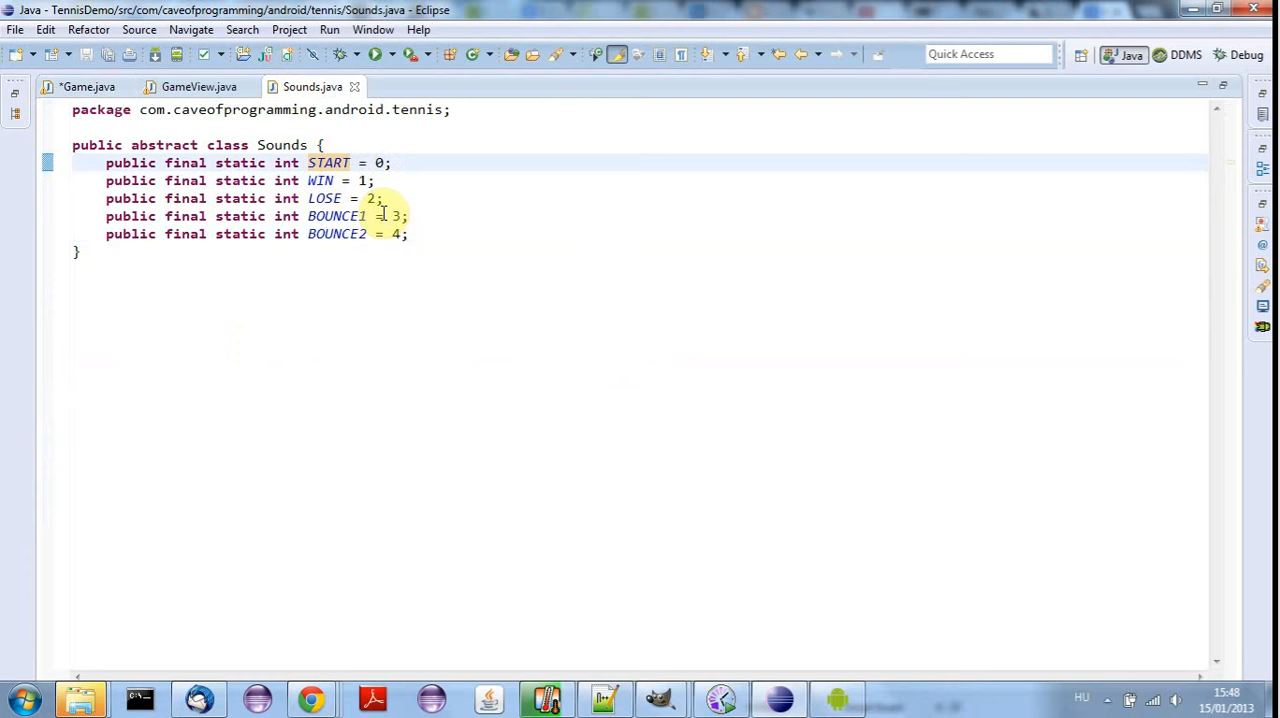 Java - TennisDemo/src/com/caveofprogramming/android/tennis/Sounds.java - Eclipse
File Edit Refactor Source Navigate Search Project Run Window Help
Quick Access Java DDMS Debug
*Game.java GameView.java Sounds.java
package com.caveofprogramming.android.tennis;
public abstract class Sounds {
public final static int START = 0;
public final static int WIN = 1;
public final static int LOSE = 2;
public final static int BOUNCE1 = 3;
public final static int BOUNCE2 = 4;
}
HU 15:48
15/01/2013